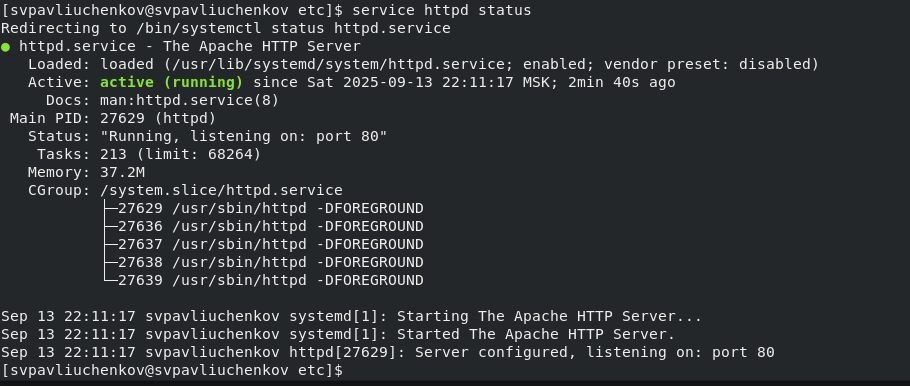 [svpavliuchenkov@svpavliuchenkov etc]$ service httpd status
Redirecting to /bin/systemctl status httpd.service
● httpd.service - The Apache HTTP Server
   Loaded: loaded (/usr/lib/systemd/system/httpd.service; enabled; vendor preset: disabled)
   Active: active (running) since Sat 2025-09-13 22:11:17 MSK; 2min 40s ago
     Docs: man:httpd.service(8)
 Main PID: 27629 (httpd)
   Status: "Running, listening on: port 80"
    Tasks: 213 (limit: 68264)
   Memory: 37.2M
   CGroup: /system.slice/httpd.service
           ├─27629 /usr/sbin/httpd -DFOREGROUND
           ├─27636 /usr/sbin/httpd -DFOREGROUND
           ├─27637 /usr/sbin/httpd -DFOREGROUND
           ├─27638 /usr/sbin/httpd -DFOREGROUND
           └─27639 /usr/sbin/httpd -DFOREGROUND

Sep 13 22:11:17 svpavliuchenkov systemd[1]: Starting The Apache HTTP Server...
Sep 13 22:11:17 svpavliuchenkov systemd[1]: Started The Apache HTTP Server.
Sep 13 22:11:17 svpavliuchenkov httpd[27629]: Server configured, listening on: port 80
[svpavliuchenkov@svpavliuchenkov etc]$